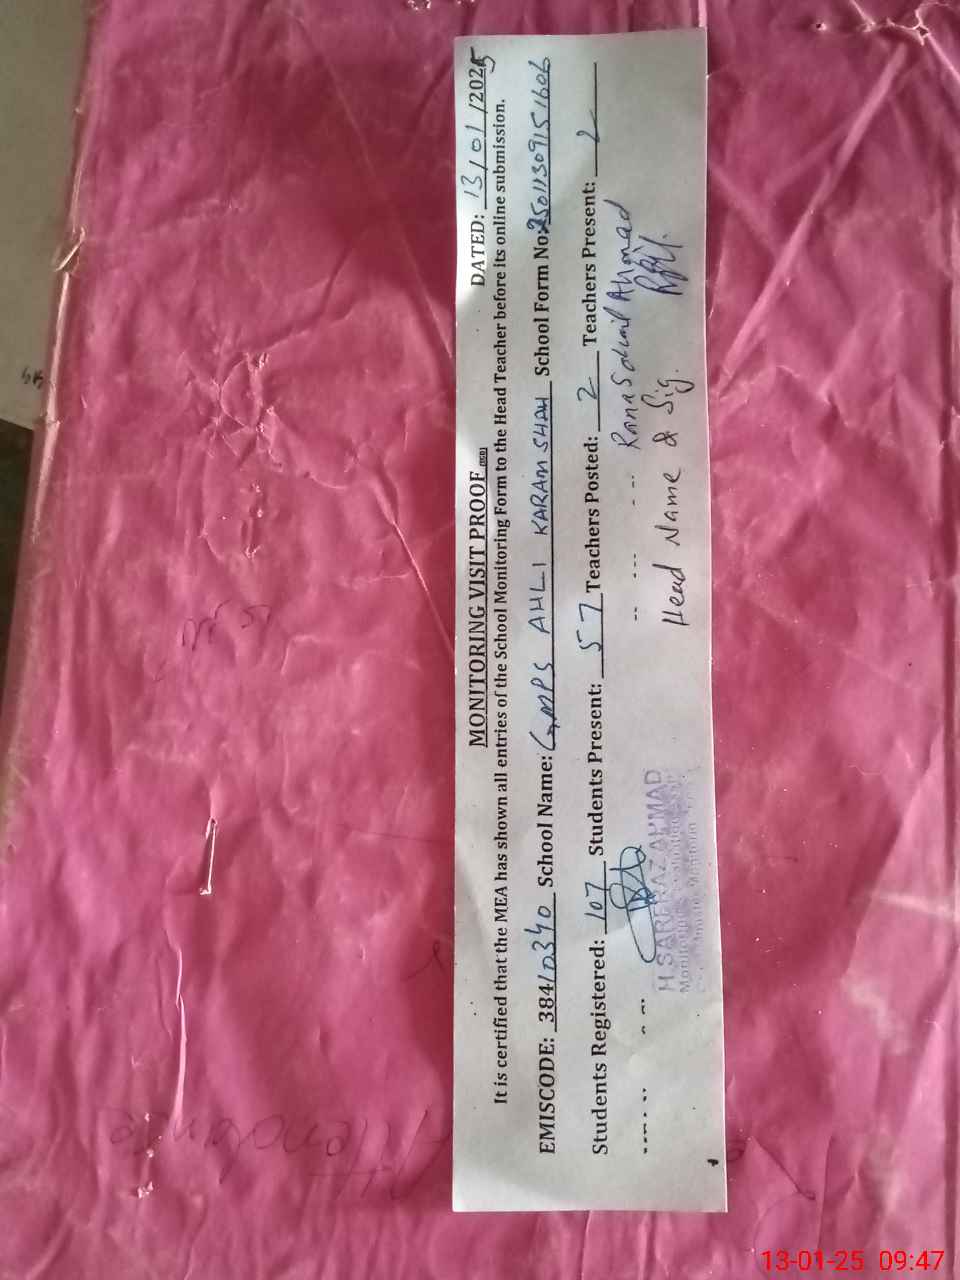 MONITORING VISIT PROOF
DATED: 13/01/2025
It is certified that the MEA has shown all entries of the School Monitoring Form to the Head Teacher before its online submission.
EMISCODE: 38410340 School Name: GMPS AHLI KARAM SHAH School Form No: 25011309151606
Students Registered: 107 Students Present: 57 Teachers Posted: 2 Teachers Present: 2
Rana Sohail Ahmad
Head Name & Sig.
M.SARFRAZ AHMAD
Attendance
13-01-25 09:47